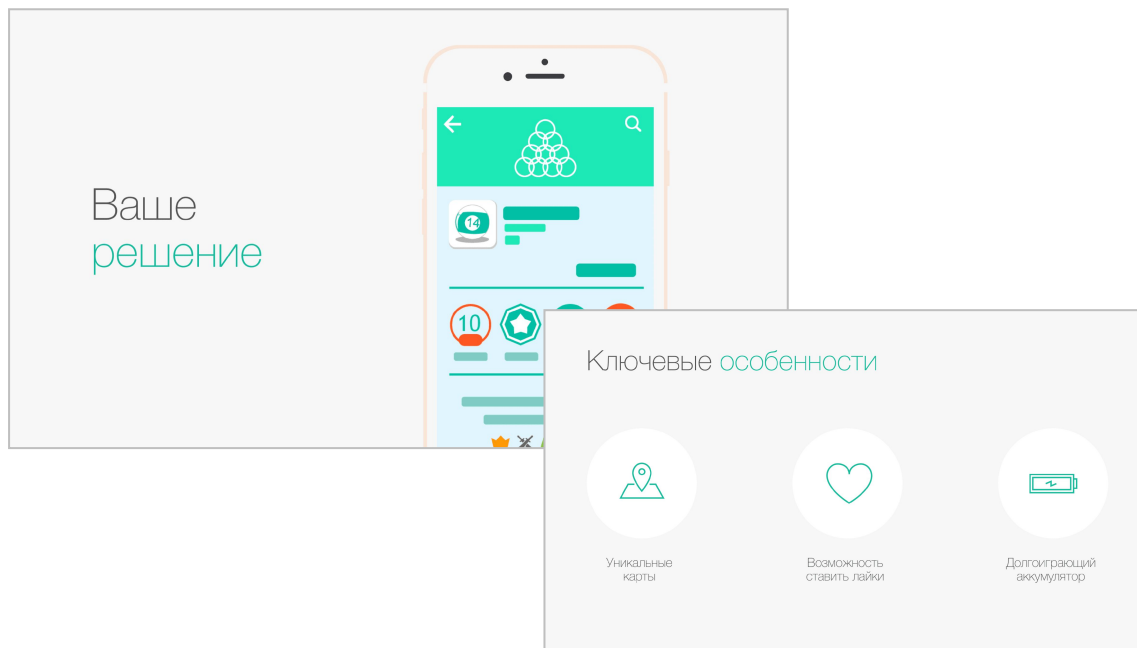 Ваше
решение
14
10
Ключевые особенности
Уникальные
карты
Возможность
ставить лайки
Долгоиграющий
аккумулятор